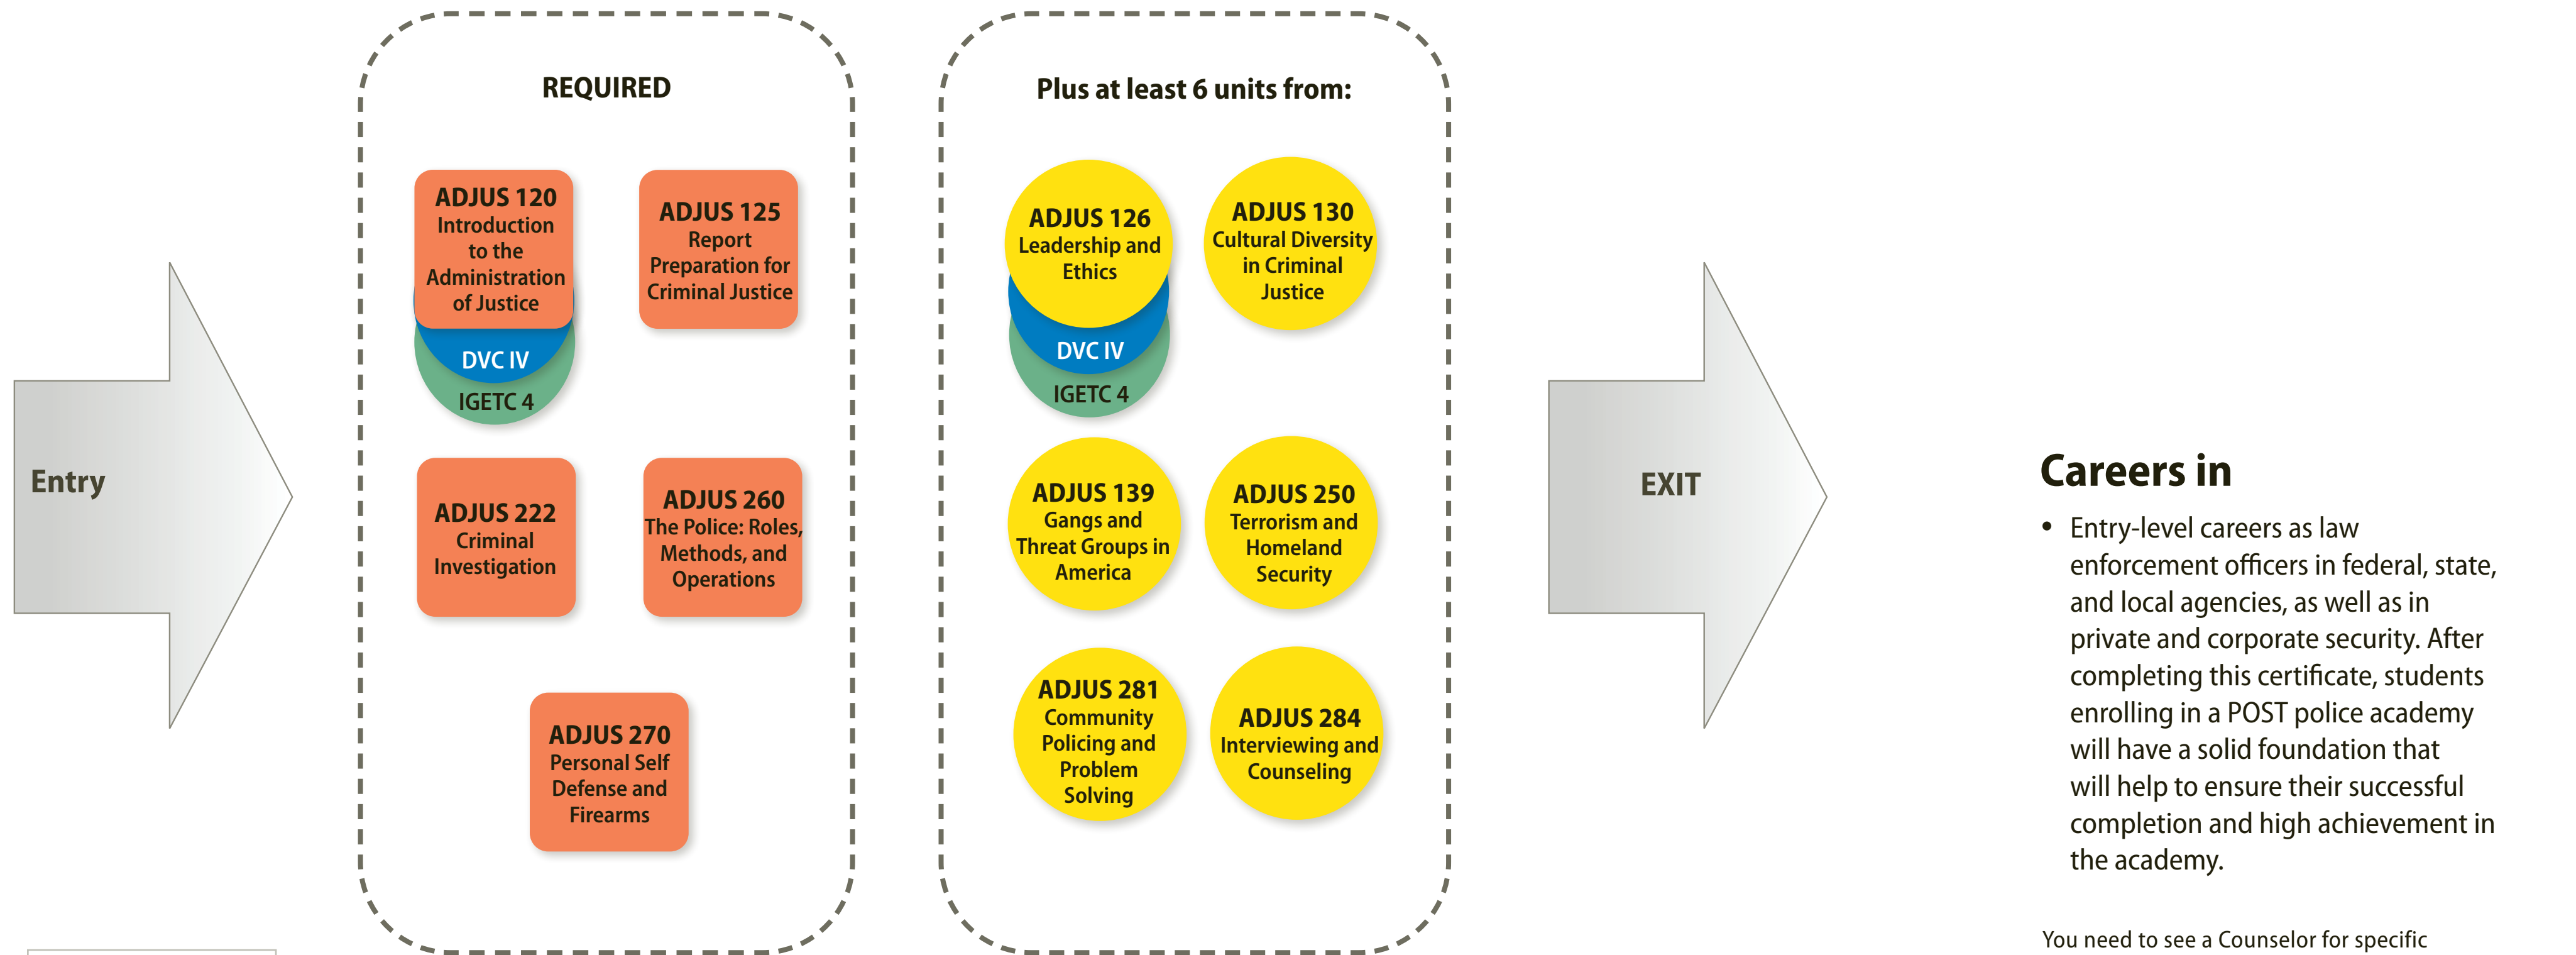 Entry
REQUIRED
ADJUS 120
Introduction
to the
Administration
of Justice
DVC IV
IGETC 4
ADJUS 125
Report
Preparation for
Criminal Justice
ADJUS 222
Criminal
Investigation
ADJUS 260
The Police: Roles,
Methods, and
Operations
ADJUS 270
Personal Self
Defense and
Firearms
Plus at least 6 units from:
ADJUS 126
Leadership and
Ethics
DVC IV
IGETC 4
ADJUS 130
Cultural Diversity
in Criminal
Justice
ADJUS 139
Gangs and
Threat Groups in
America
ADJUS 250
Terrorism and
Homeland
Security
ADJUS 281
Community
Policing and
Problem
Solving
ADJUS 284
Interviewing and
Counseling
EXIT
Careers in
• Entry-level careers as law
enforcement officers in federal, state,
and local agencies, as well as in
private and corporate security. After
completing this certificate, students
enrolling in a POST police academy
will have a solid foundation that
will help to ensure their successful
completion and high achievement in
the academy.
You need to see a Counselor for specific